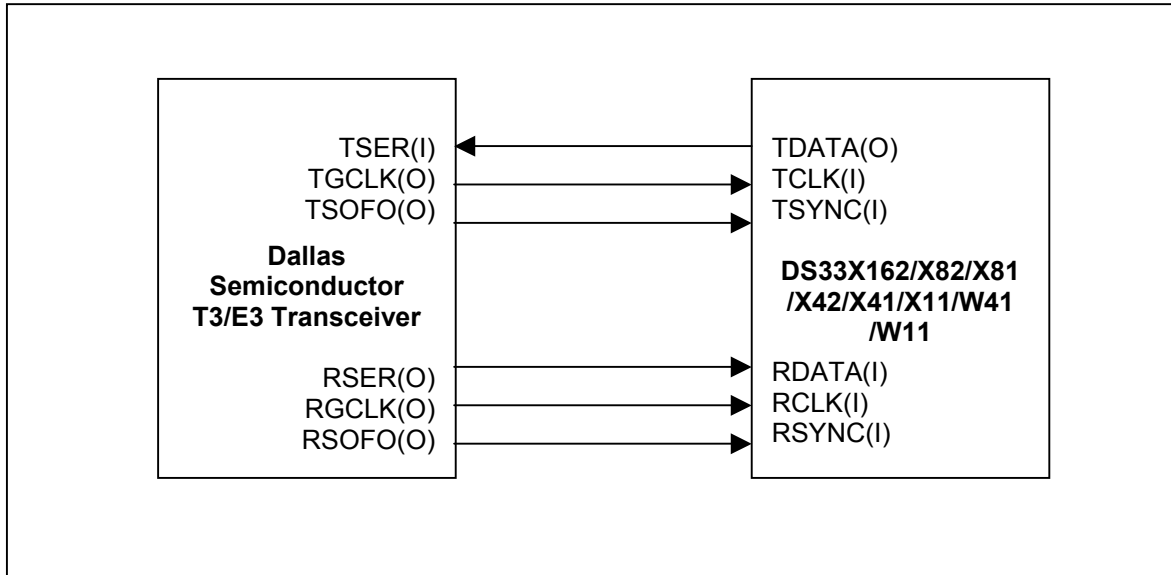 TSER(I)
TGCLK(O)
TSOFO(O)
Dallas
Semiconductor
T3/E3 Transceiver
RSER(O)
RGCLK(O)
RSOFO(O)
TDATA(O)
TCLK(I)
TSYNC(I)
DS33X162/X82/X81
/X42/X41/X11/W41
/W11
RDATA(I)
RCLK(I)
RSYNC(I)